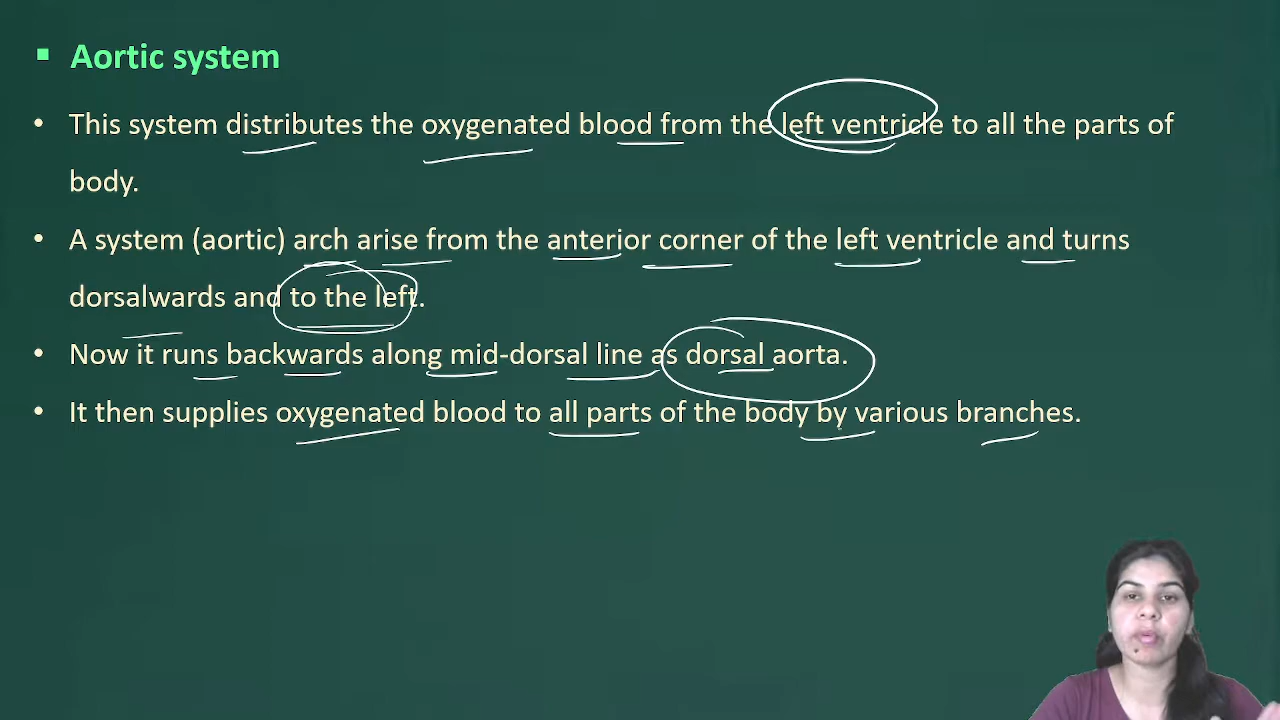 ▪ Aortic system
• This system distributes the oxygenated blood from the left ventricle to all the parts of
body.
• A system (aortic) arch arise from the anterior corner of the left ventricle and turns
dorsalwards and to the left.
• Now it runs backwards along mid-dorsal line as dorsal aorta.
• It then supplies oxygenated blood to all parts of the body by various branches.